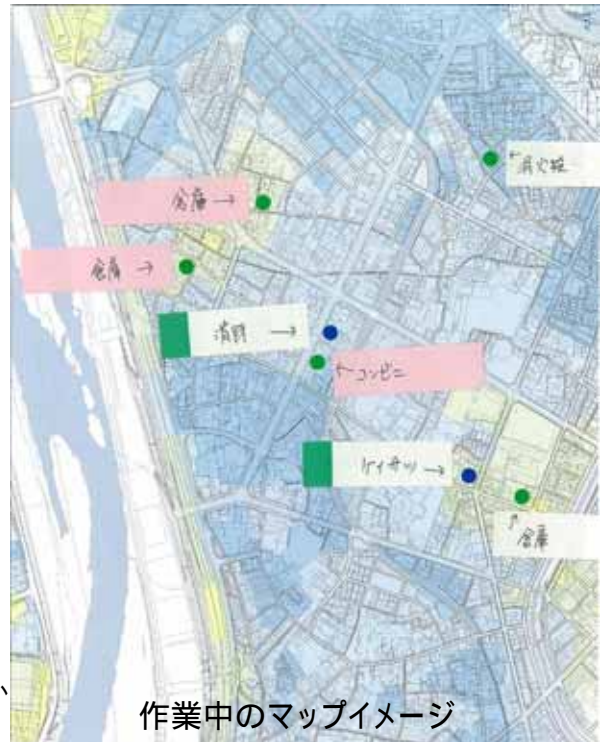 ←消火栓
倉庫→
倉庫→
消防→
←コンビニ
ケイサツ→
↑
倉庫
作業中のマップイメージ